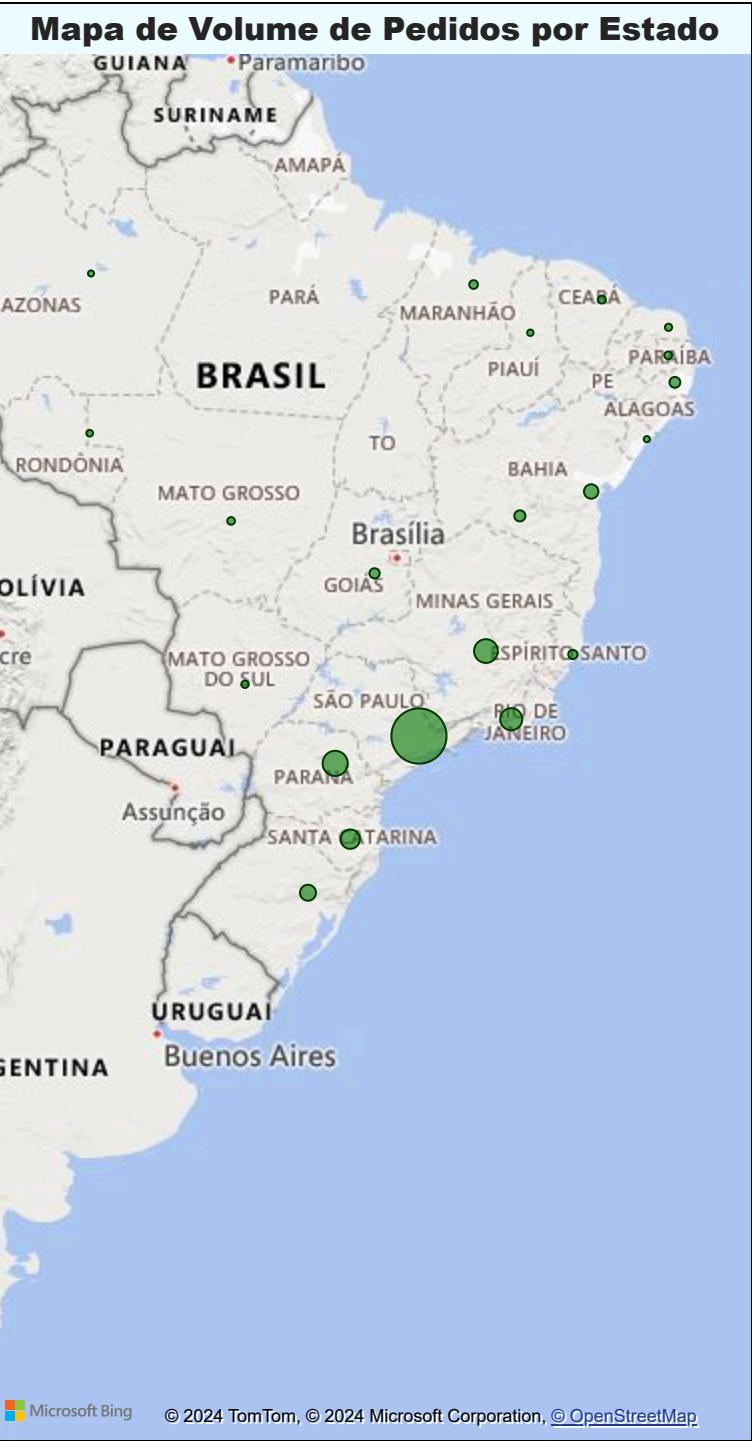 Mapa de Volume de Pedidos por Estado
GUIANA
Paramaribo
SURINAME
AMAPÁ
AZONAS
PARÁ
MARANHÃO
CEARÁ
BRASIL
PIAUÍ
PARAÍBA
PE
ALAGOAS
TO
RONDÔNIA
BAHIA
MATO GROSSO
Brasília
OLÍVIA
GOIÁS
MINAS GERAIS
cre
MATO GROSSO
DO SUL
ESPÍRITO SANTO
SÃO PAULO
RIO DE
JANEIRO
PARAGUAI
PARANÁ
Assunção
SANTA CATARINA
URUGUAI
Buenos Aires
GENTINA
Microsoft Bing
© 2024 TomTom, © 2024 Microsoft Corporation, © OpenStreetMap